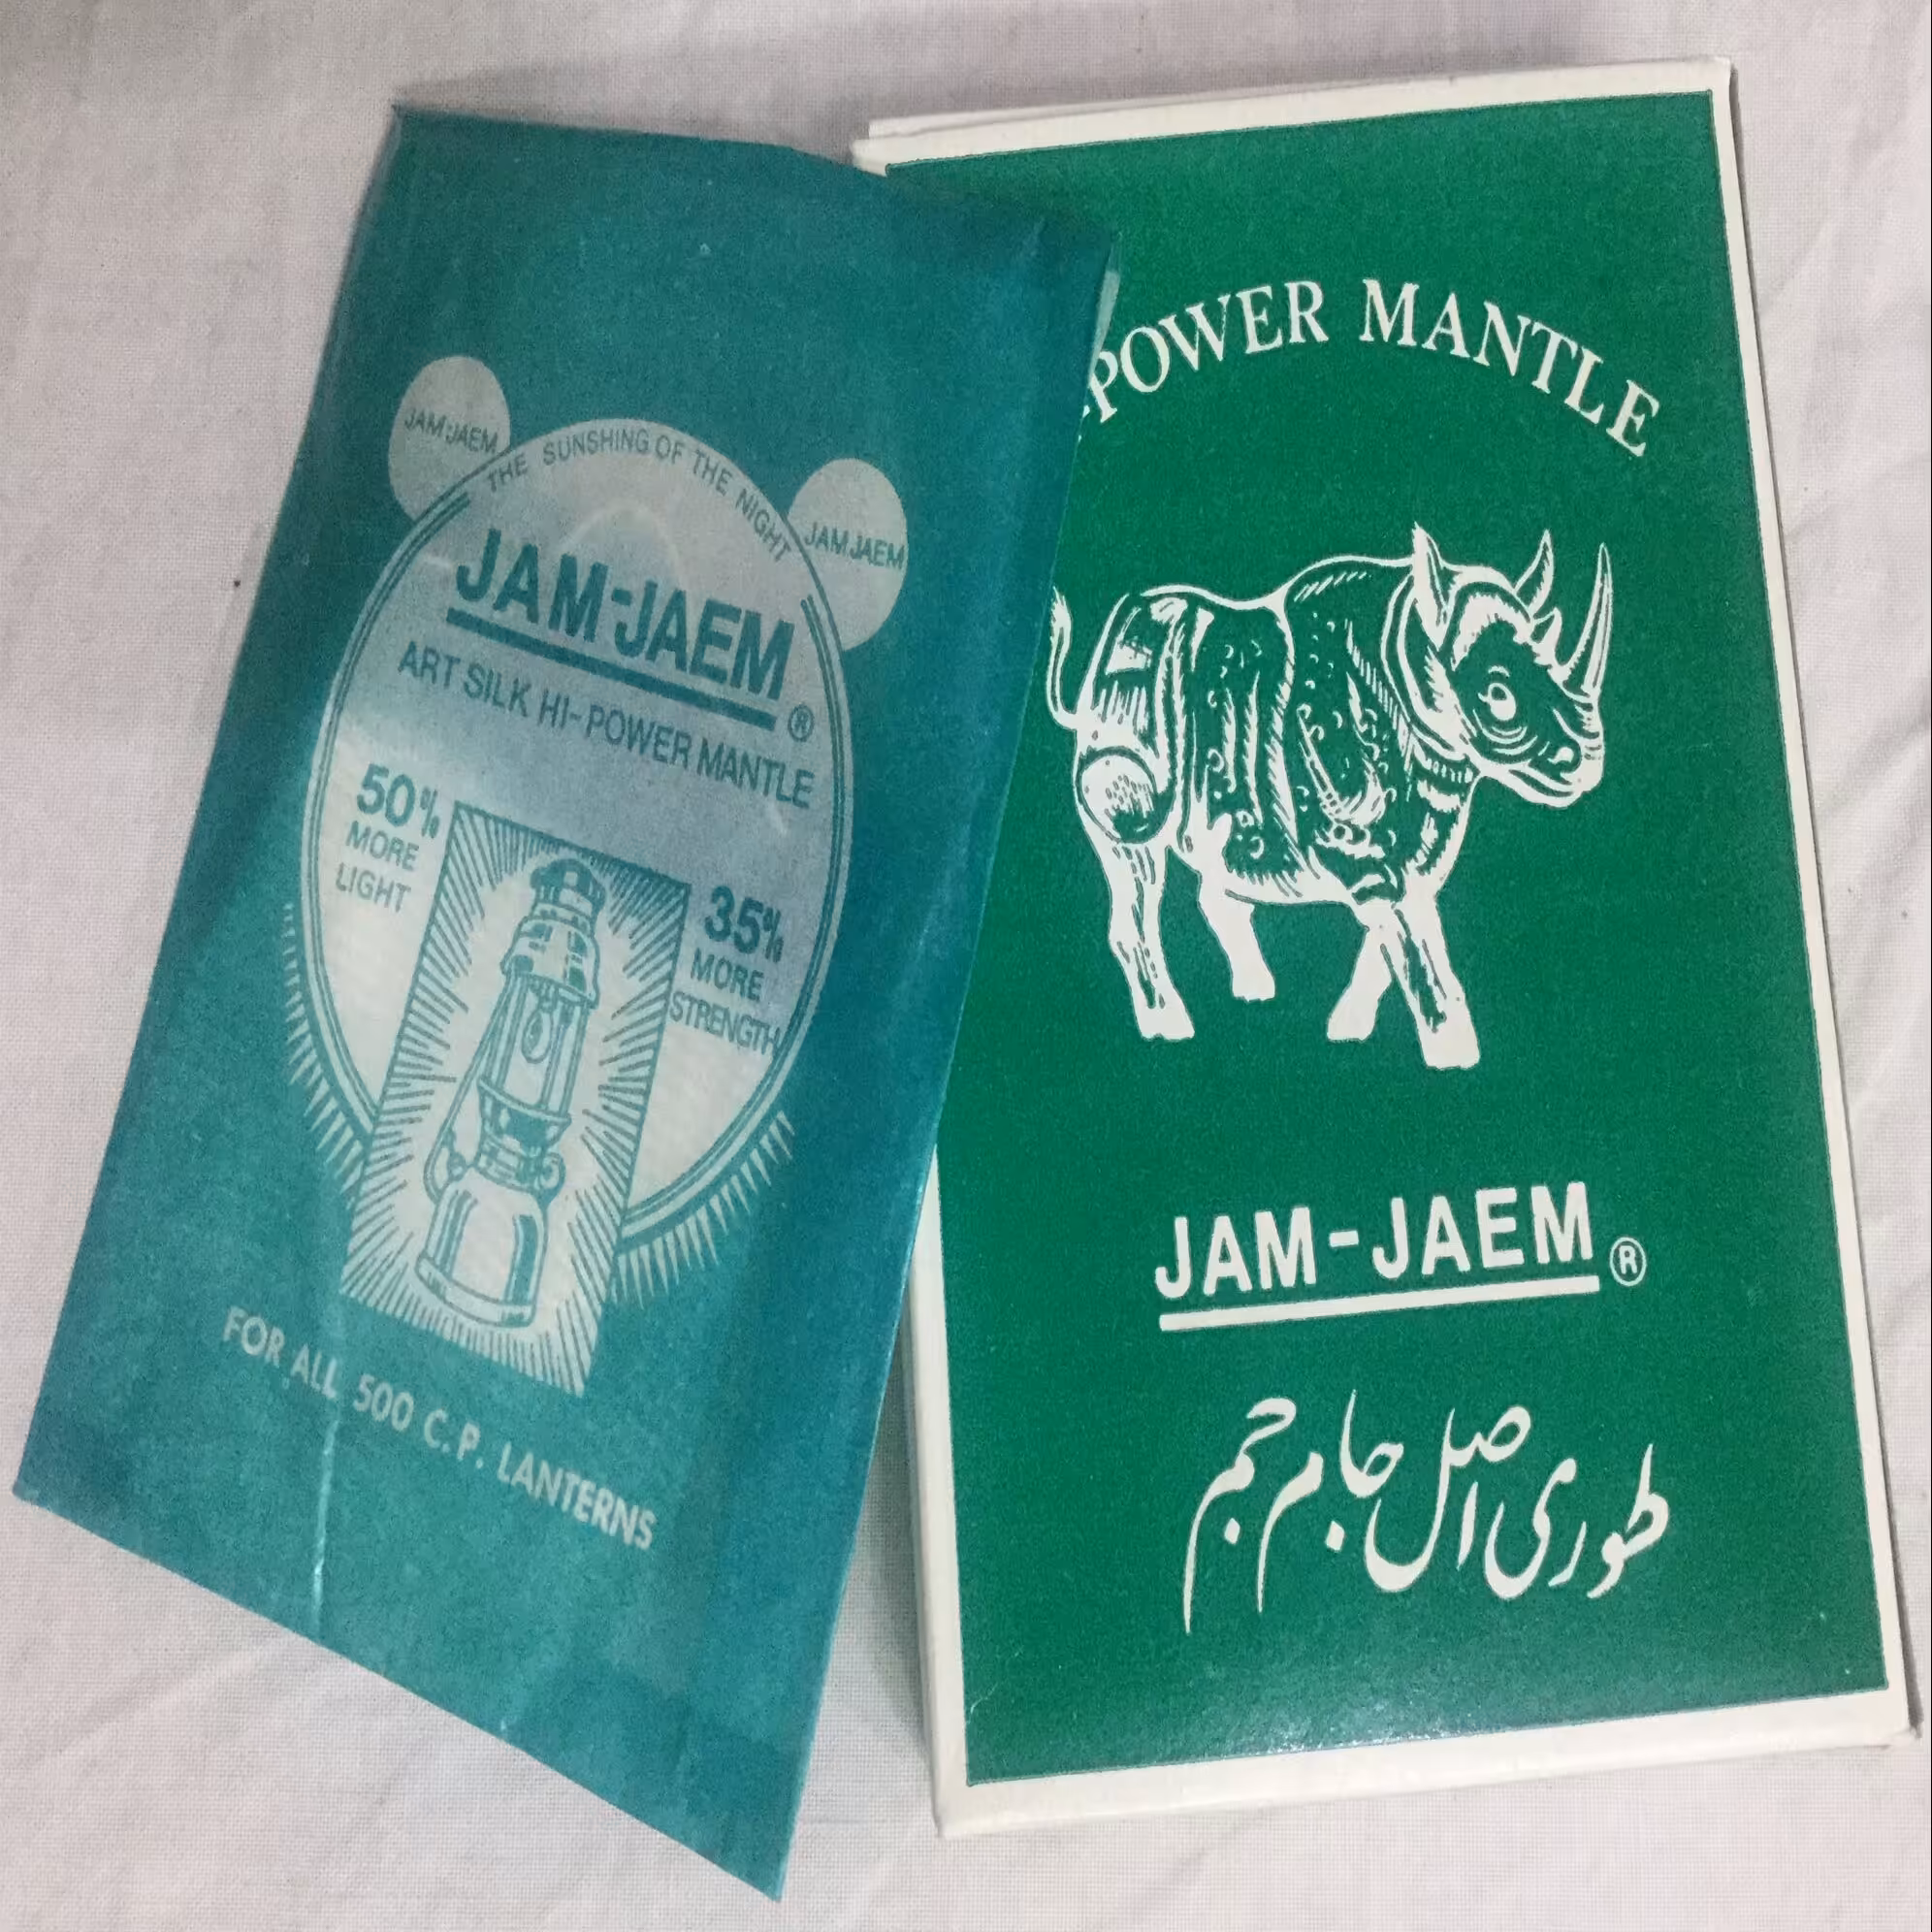 JAM-JAEM
THE SUNSHING OF THE NIGHT
JAM JAEM
JAM-JAEM ®
ART SILK HI-POWER MANTLE
50%
MORE
LIGHT
35%
MORE
STRENGTH
FOR ALL 500 C.P. LANTERNS
-POWER MANTLE
JAM-JAEM ®
طوری اصل جام جم